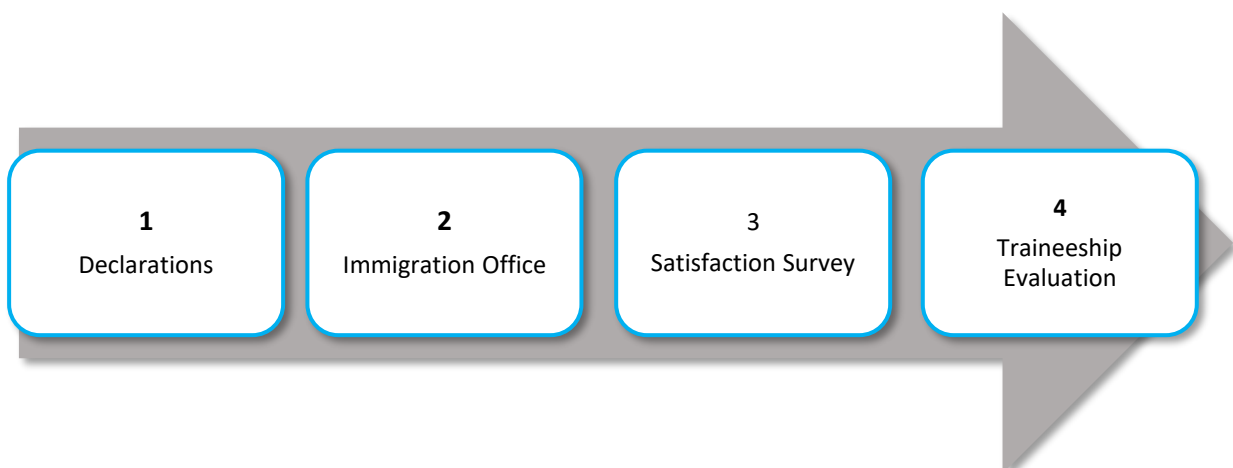 1
Declarations
2
Immigration Office
3
Satisfaction Survey
4
Traineeship
Evaluation